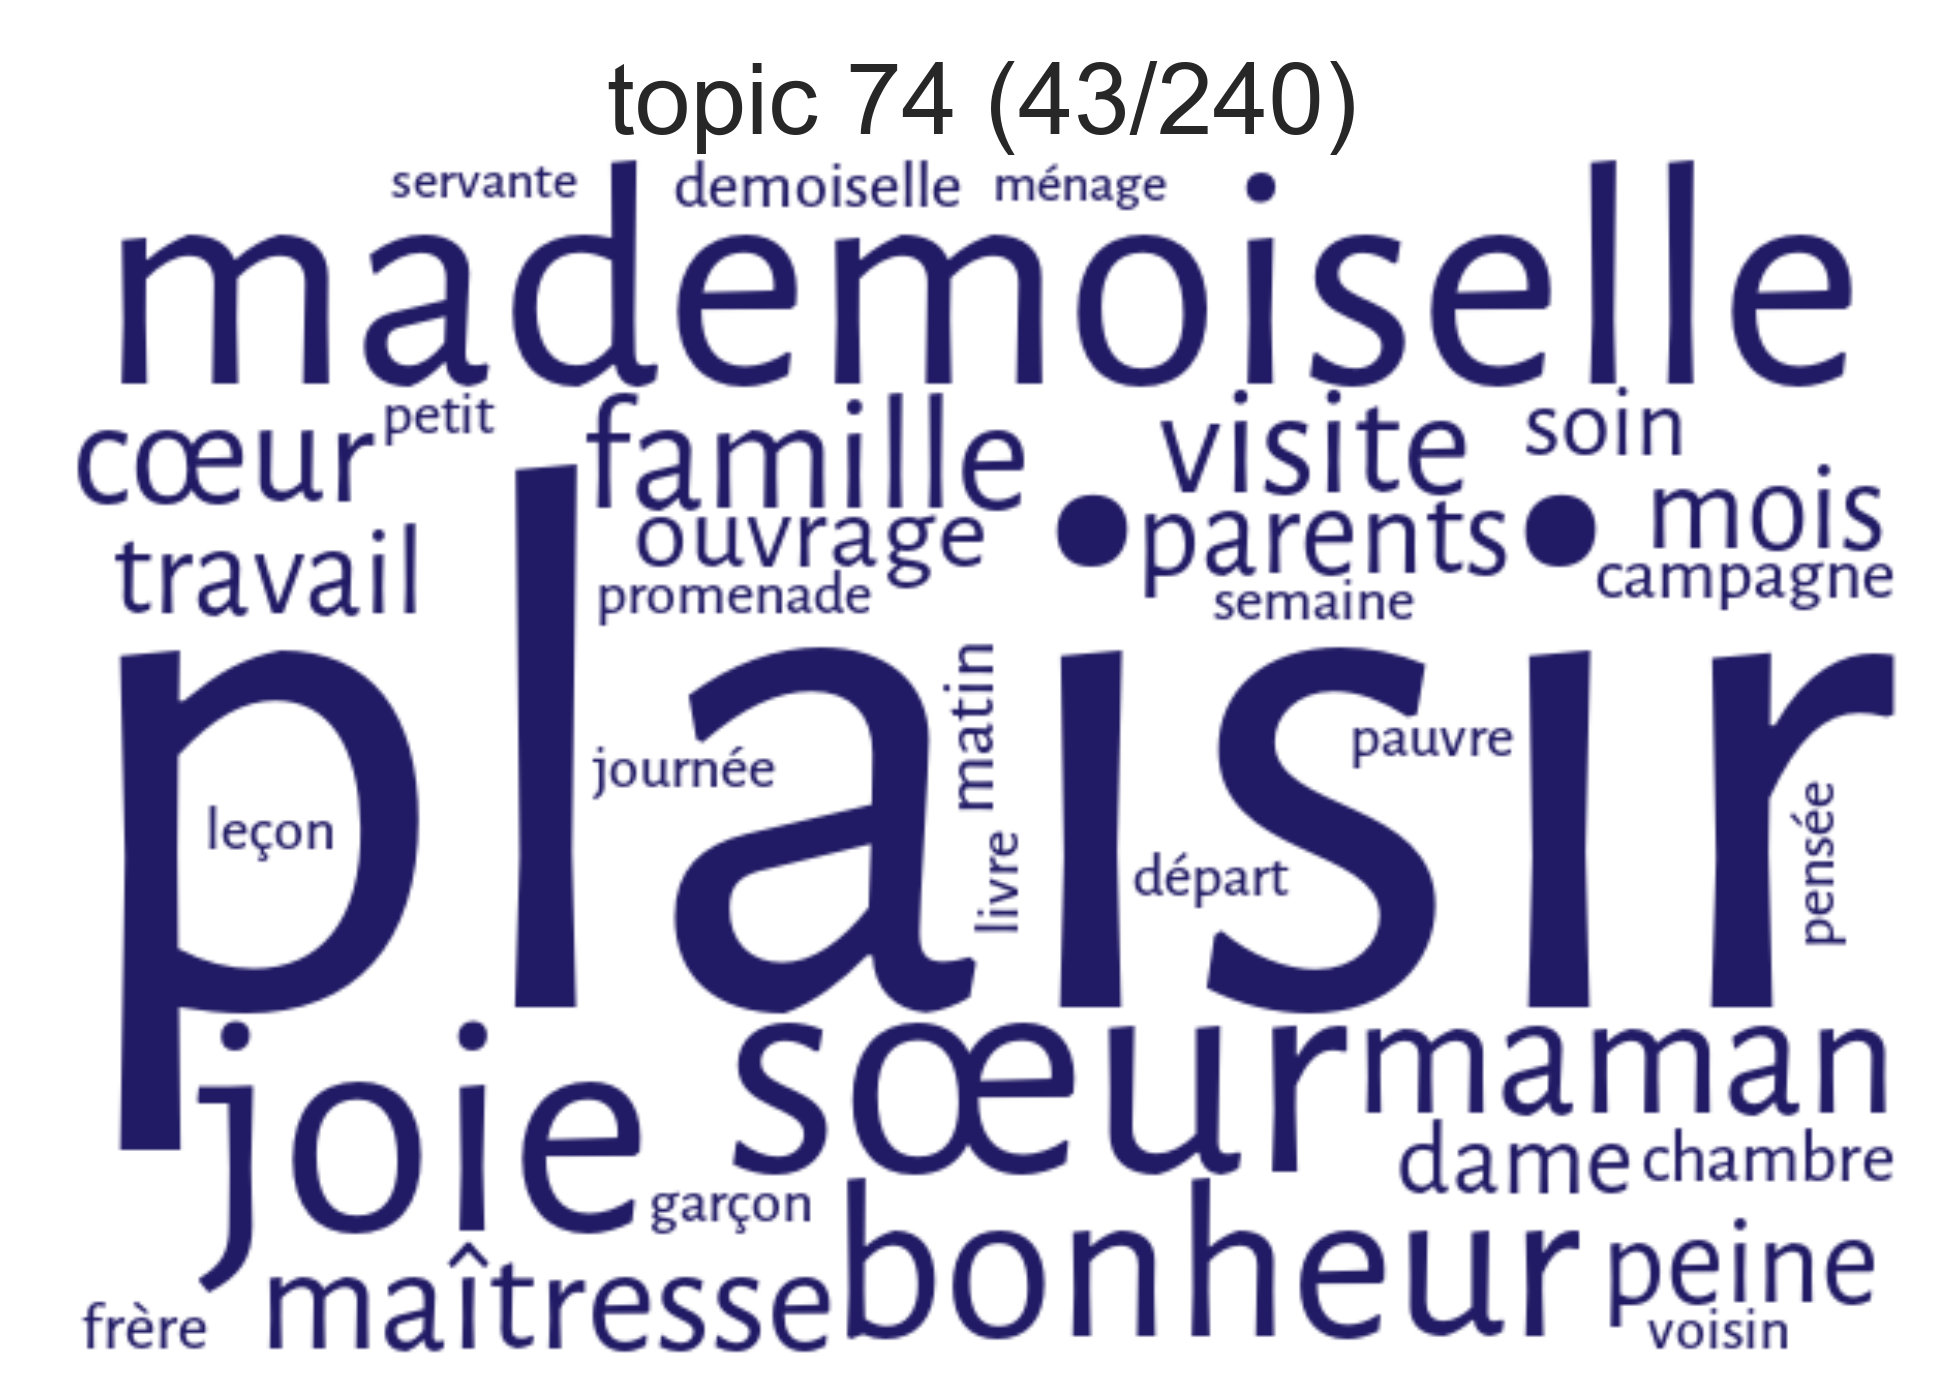 topic 74 (43/240)
servante demoiselle ménage
mademoiselle
cœur petit famille visite soin
travail ouvrage parents mois
promenade semaine campagne
plaisir
matin
journée pauvre
leçon livre départ pensée
joie sœur maman
dame chambre
garçon bonheur peine
frère maîtresse voisin